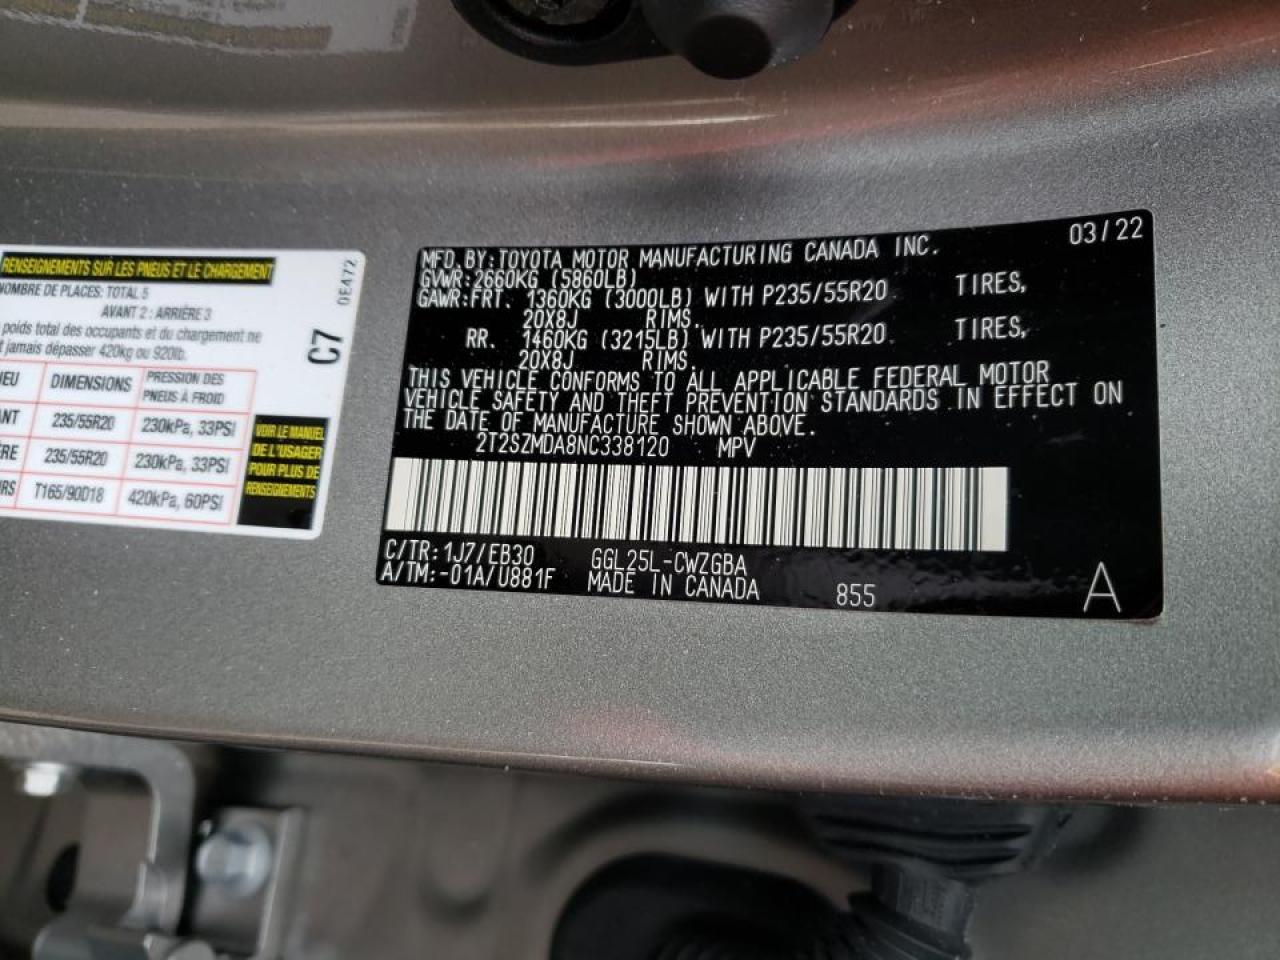 RENSEIGNEMENTS SUR LES PNEUS ET LE CHARGEMENT
NOMBRE DE PLACES: TOTAL 5
AVANT 2 : ARRIÈRE 3
poids total des occupants et du chargement ne
t jamais dépasser 420kg ou 920lb.
IEU DIMENSIONS PRESSION DES
PNEUS À FROID
ANT 235/55R20 230kPa, 33PSI
ÈRE 235/55R20 230kPa, 33PSI
RS T165/90D18 420kPa, 60PSI
VOIR LE MANUEL
DE L'USAGER
POUR PLUS DE
RENSEIGNEMENTS
C7
0E472
03/22
MFD. BY: TOYOTA MOTOR MANUFACTURING CANADA INC.
GVWR: 2660KG (5860LB)
GAWR: FRT. 1360KG (3000LB) WITH P235/55R20 TIRES,
20X8J RIMS.
RR. 1460KG (3215LB) WITH P235/55R20 TIRES,
20X8J RIMS.
THIS VEHICLE CONFORMS TO ALL APPLICABLE FEDERAL MOTOR
VEHICLE SAFETY AND THEFT PREVENTION STANDARDS IN EFFECT ON
THE DATE OF MANUFACTURE SHOWN ABOVE.
2T2SZMDA8NC338120 MPV
C/TR: 1J7/EB30 GGL25L-CWZGBA
A/TM: -01A/U881F MADE IN CANADA 855 A